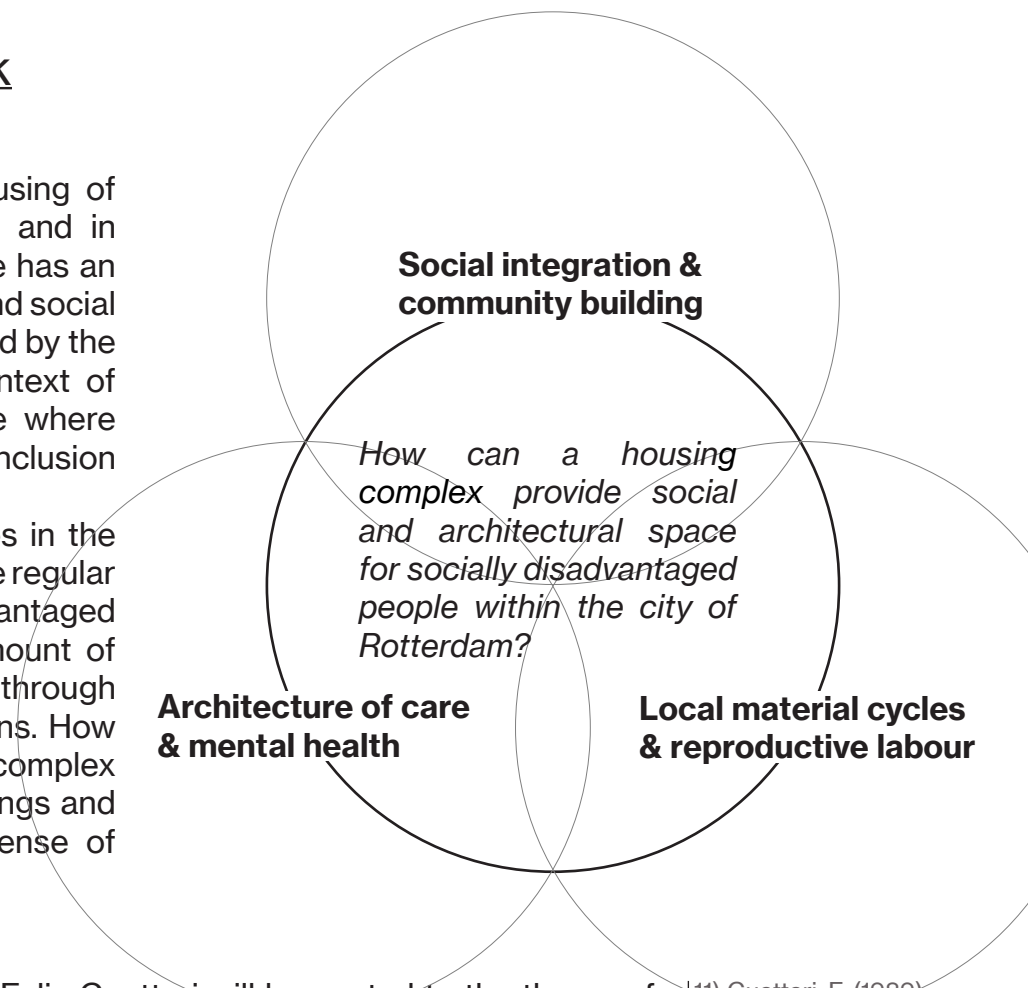 K
using of
and in
e has an
nd social
d by the
ntext of
e where
nclusion
s in the
e regular
antaged
ount of
through
ns. How
complex
ngs and
ense of
Social integration &
community building
How can a housing
complex provide social
and architectural space
for socially disadvantaged
people within the city of
Rotterdam?
Architecture of care
& mental health
Local material cycles
& reproductive labour
11) Guattari, F. (1989)